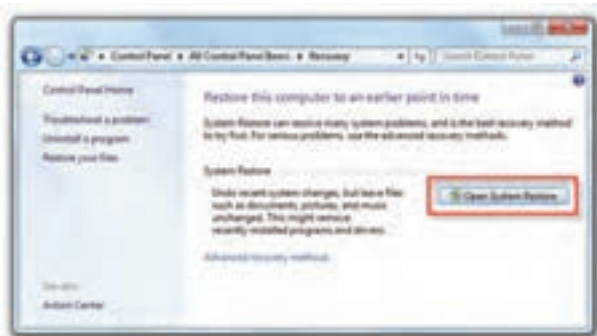 Control Panel ▸ All Control Panel Items ▸ Recovery
Search Control Panel
Control Panel Home
Troubleshoot a problem
Uninstall a program
Restore your files
See also
Action Center
Restore this computer to an earlier point in time
System Restore can resolve many system problems, and is the best recovery method
to try first. For serious problems, use the advanced recovery methods.
System Restore
Undo recent system changes, but leave files
such as documents, pictures, and music
unchanged. This might remove
recently-installed programs and drivers.
Open System Restore
Advanced recovery methods